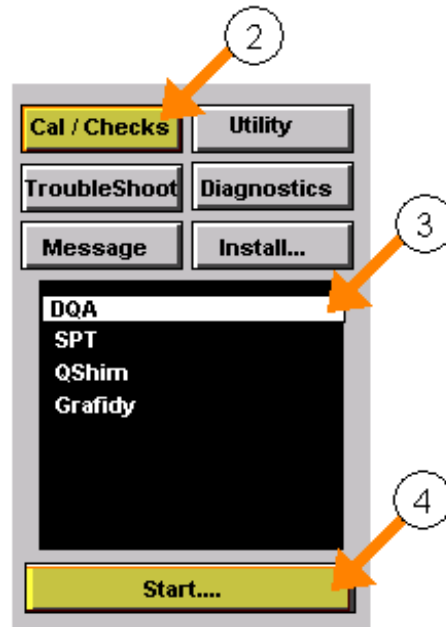 2
Cal / Checks Utility
TroubleShoot Diagnostics
Message Install...
3
DQA
SPT
QShim
Grafidy
4
Start....